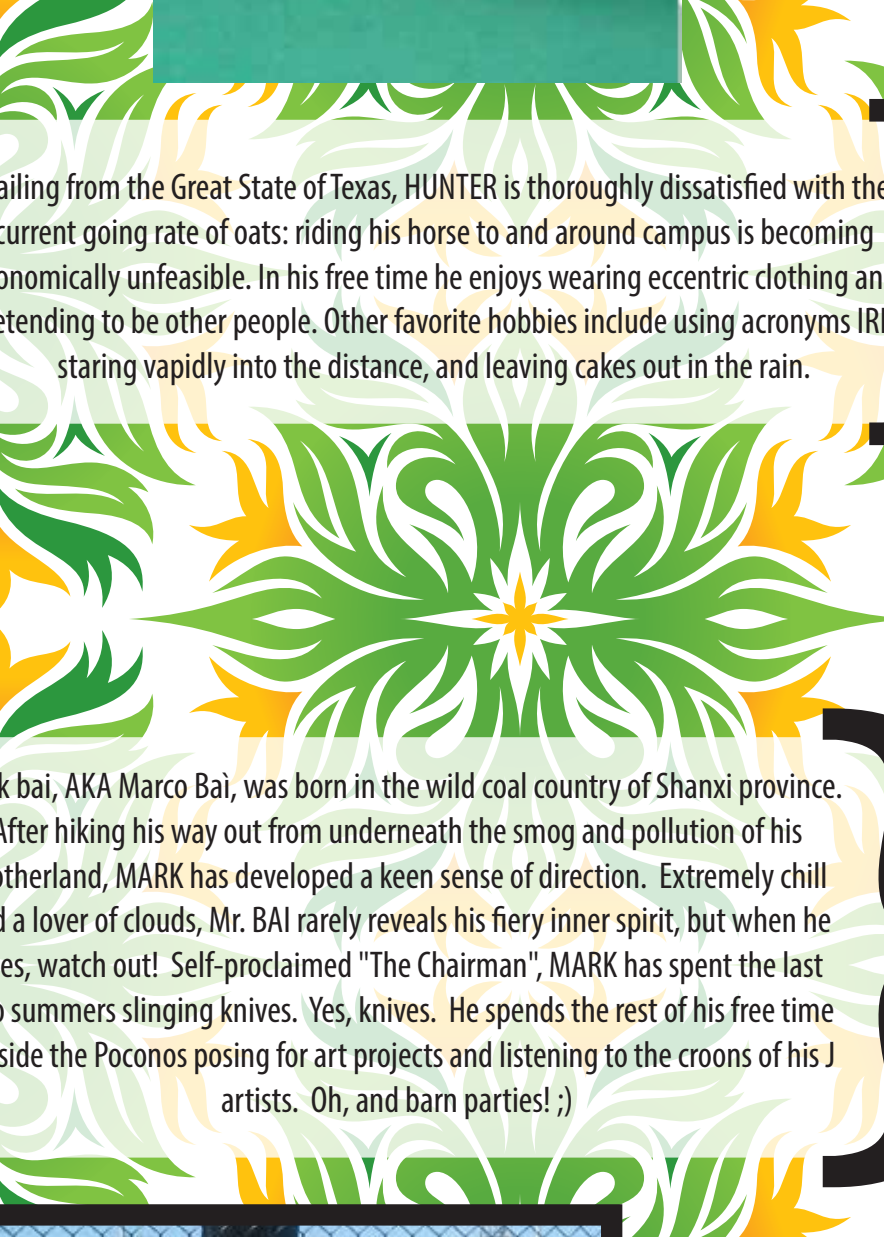 ailing from the Great State of Texas, HUNTER is thoroughly dissatisfied with the
current going rate of oats: riding his horse to and around campus is becoming
onomically unfeasible. In his free time he enjoys wearing eccentric clothing an
etending to be other people. Other favorite hobbies include using acronyms IRL
staring vapidly into the distance, and leaving cakes out in the rain.
k bai, AKA Marco Baì, was born in the wild coal country of Shanxi province.
After hiking his way out from underneath the smog and pollution of his
otherland, MARK has developed a keen sense of direction. Extremely chill
d a lover of clouds, Mr. BAI rarely reveals his fiery inner spirit, but when he
es, watch out! Self-proclaimed "The Chairman", MARK has spent the last
o summers slinging knives. Yes, knives. He spends the rest of his free time
side the Poconos posing for art projects and listening to the croons of his J
artists. Oh, and barn parties! ;)